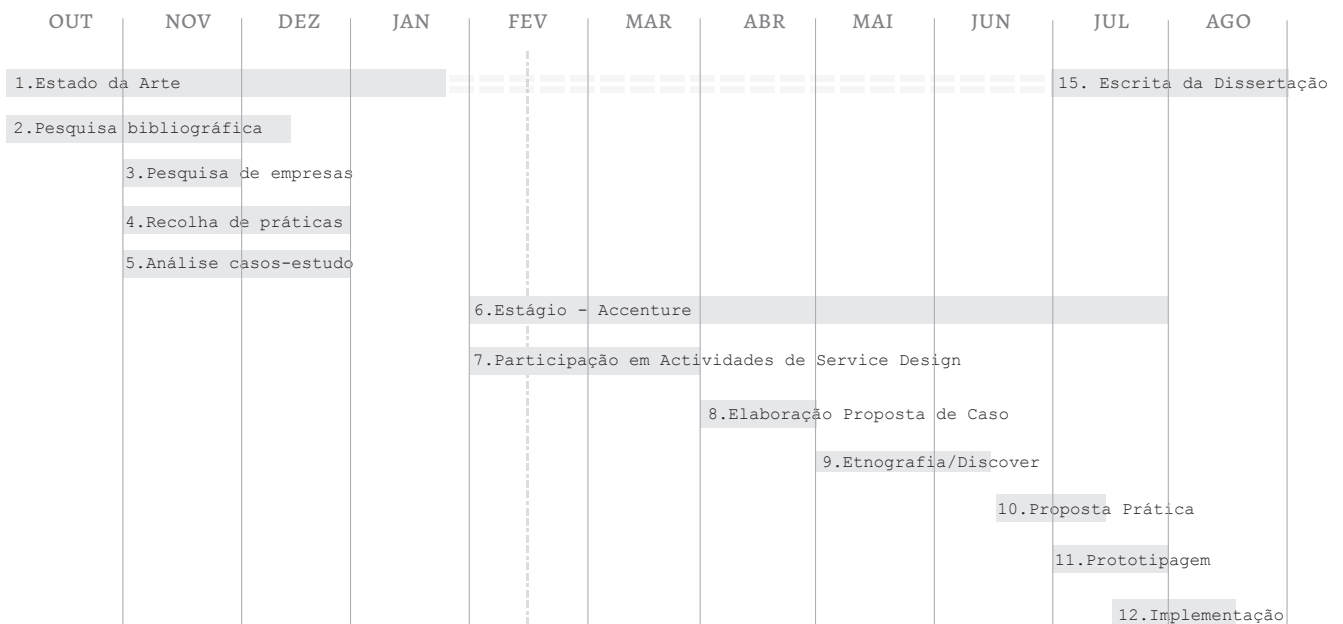 OUT NOV DEZ JAN FEV MAR ABR MAI JUN JUL AGO
1.Estado da Arte 15. Escrita da Dissertação
2.Pesquisa bibliográfica
3.Pesquisa de empresas
4.Recolha de práticas
5.Análise casos-estudo
6.Estágio - Accenture
7.Participação em Actividades de Service Design
8.Elaboração Proposta de Caso
9.Etnografia/Discover
10.Proposta Prática
11.Prototipagem
12.Implementação